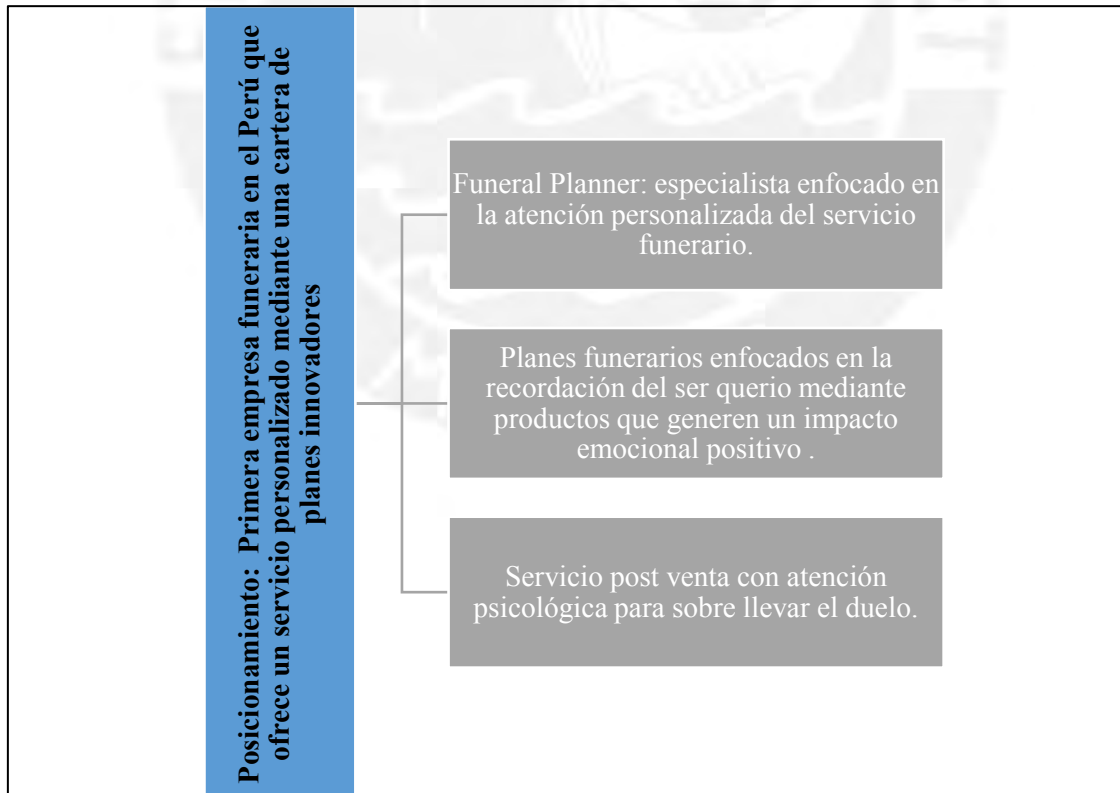 Posicionamiento: Primera empresa funeraria en el Perú que
ofrece un servicio personalizado mediante una cartera de
planes innovadores
Funeral Planner: especialista enfocado en
la atención personalizada del servicio
funerario.
Planes funerarios enfocados en la
recordación del ser querio mediante
productos que generen un impacto
emocional positivo .
Servicio post venta con atención
psicológica para sobre llevar el duelo.